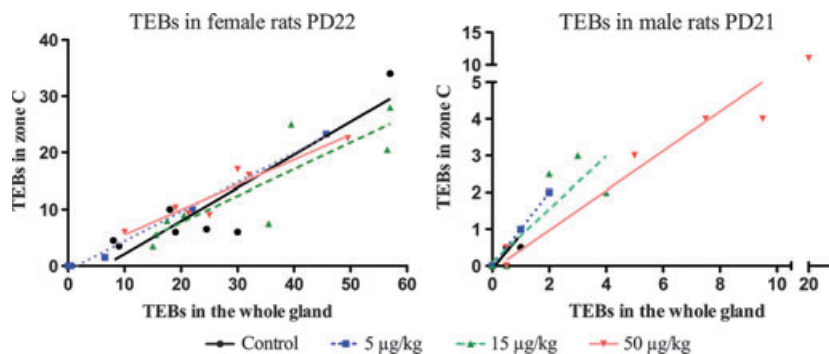 TEBs in female rats PD22
TEBs in zone C
40
30
20
10
0
0 10 20 30 40 50 60
TEBs in the whole gland
TEBs in male rats PD21
TEBs in zone C
15
10
5
4
3
2
1
0
0 2 4 6 8 10 20
TEBs in the whole gland
Control 5 µg/kg 15 µg/kg 50 µg/kg